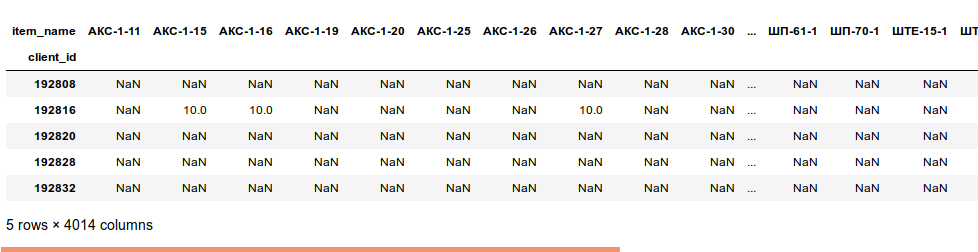 item_name АКС-1-11 АКС-1-15 АКС-1-16 АКС-1-19 АКС-1-20 АКС-1-25 АКС-1-26 АКС-1-27 АКС-1-28 АКС-1-30 ... ШП-61-1 ШП-70-1 ШТЕ-15-1 ШТ
client_id
192808 NaN NaN NaN NaN NaN NaN NaN NaN NaN NaN ... NaN NaN NaN
192816 NaN 10.0 10.0 NaN NaN NaN NaN 10.0 NaN NaN ... NaN NaN NaN
192820 NaN NaN NaN NaN NaN NaN NaN NaN NaN NaN ... NaN NaN NaN
192828 NaN NaN NaN NaN NaN NaN NaN NaN NaN NaN ... NaN NaN NaN
192832 NaN NaN NaN NaN NaN NaN NaN NaN NaN NaN ... NaN NaN NaN
5 rows × 4014 columns